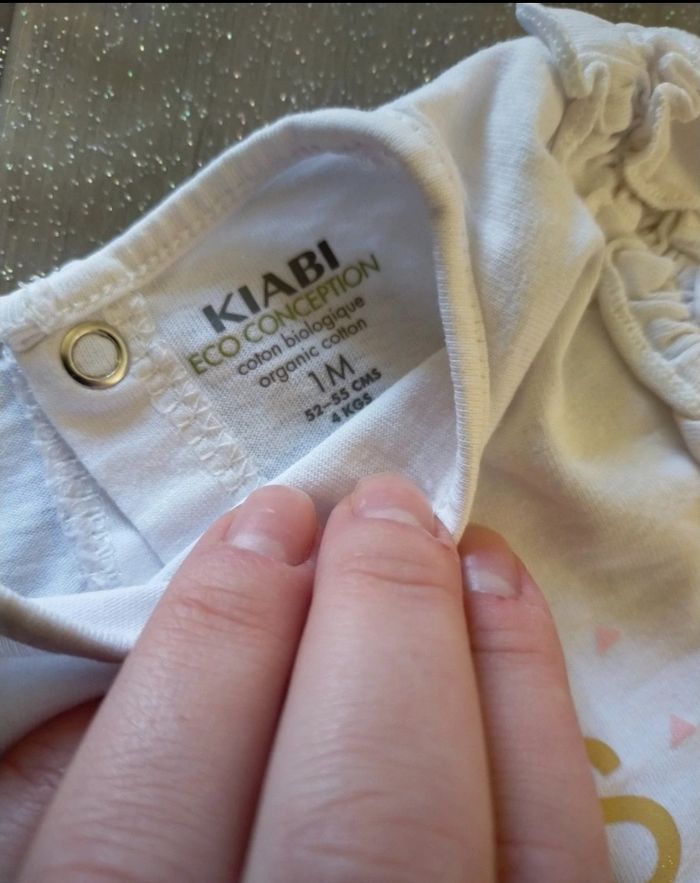 KIABI
ECO CONCEPTION
coton biologique
organic cotton
1M
52-55 CMS
4 KGS